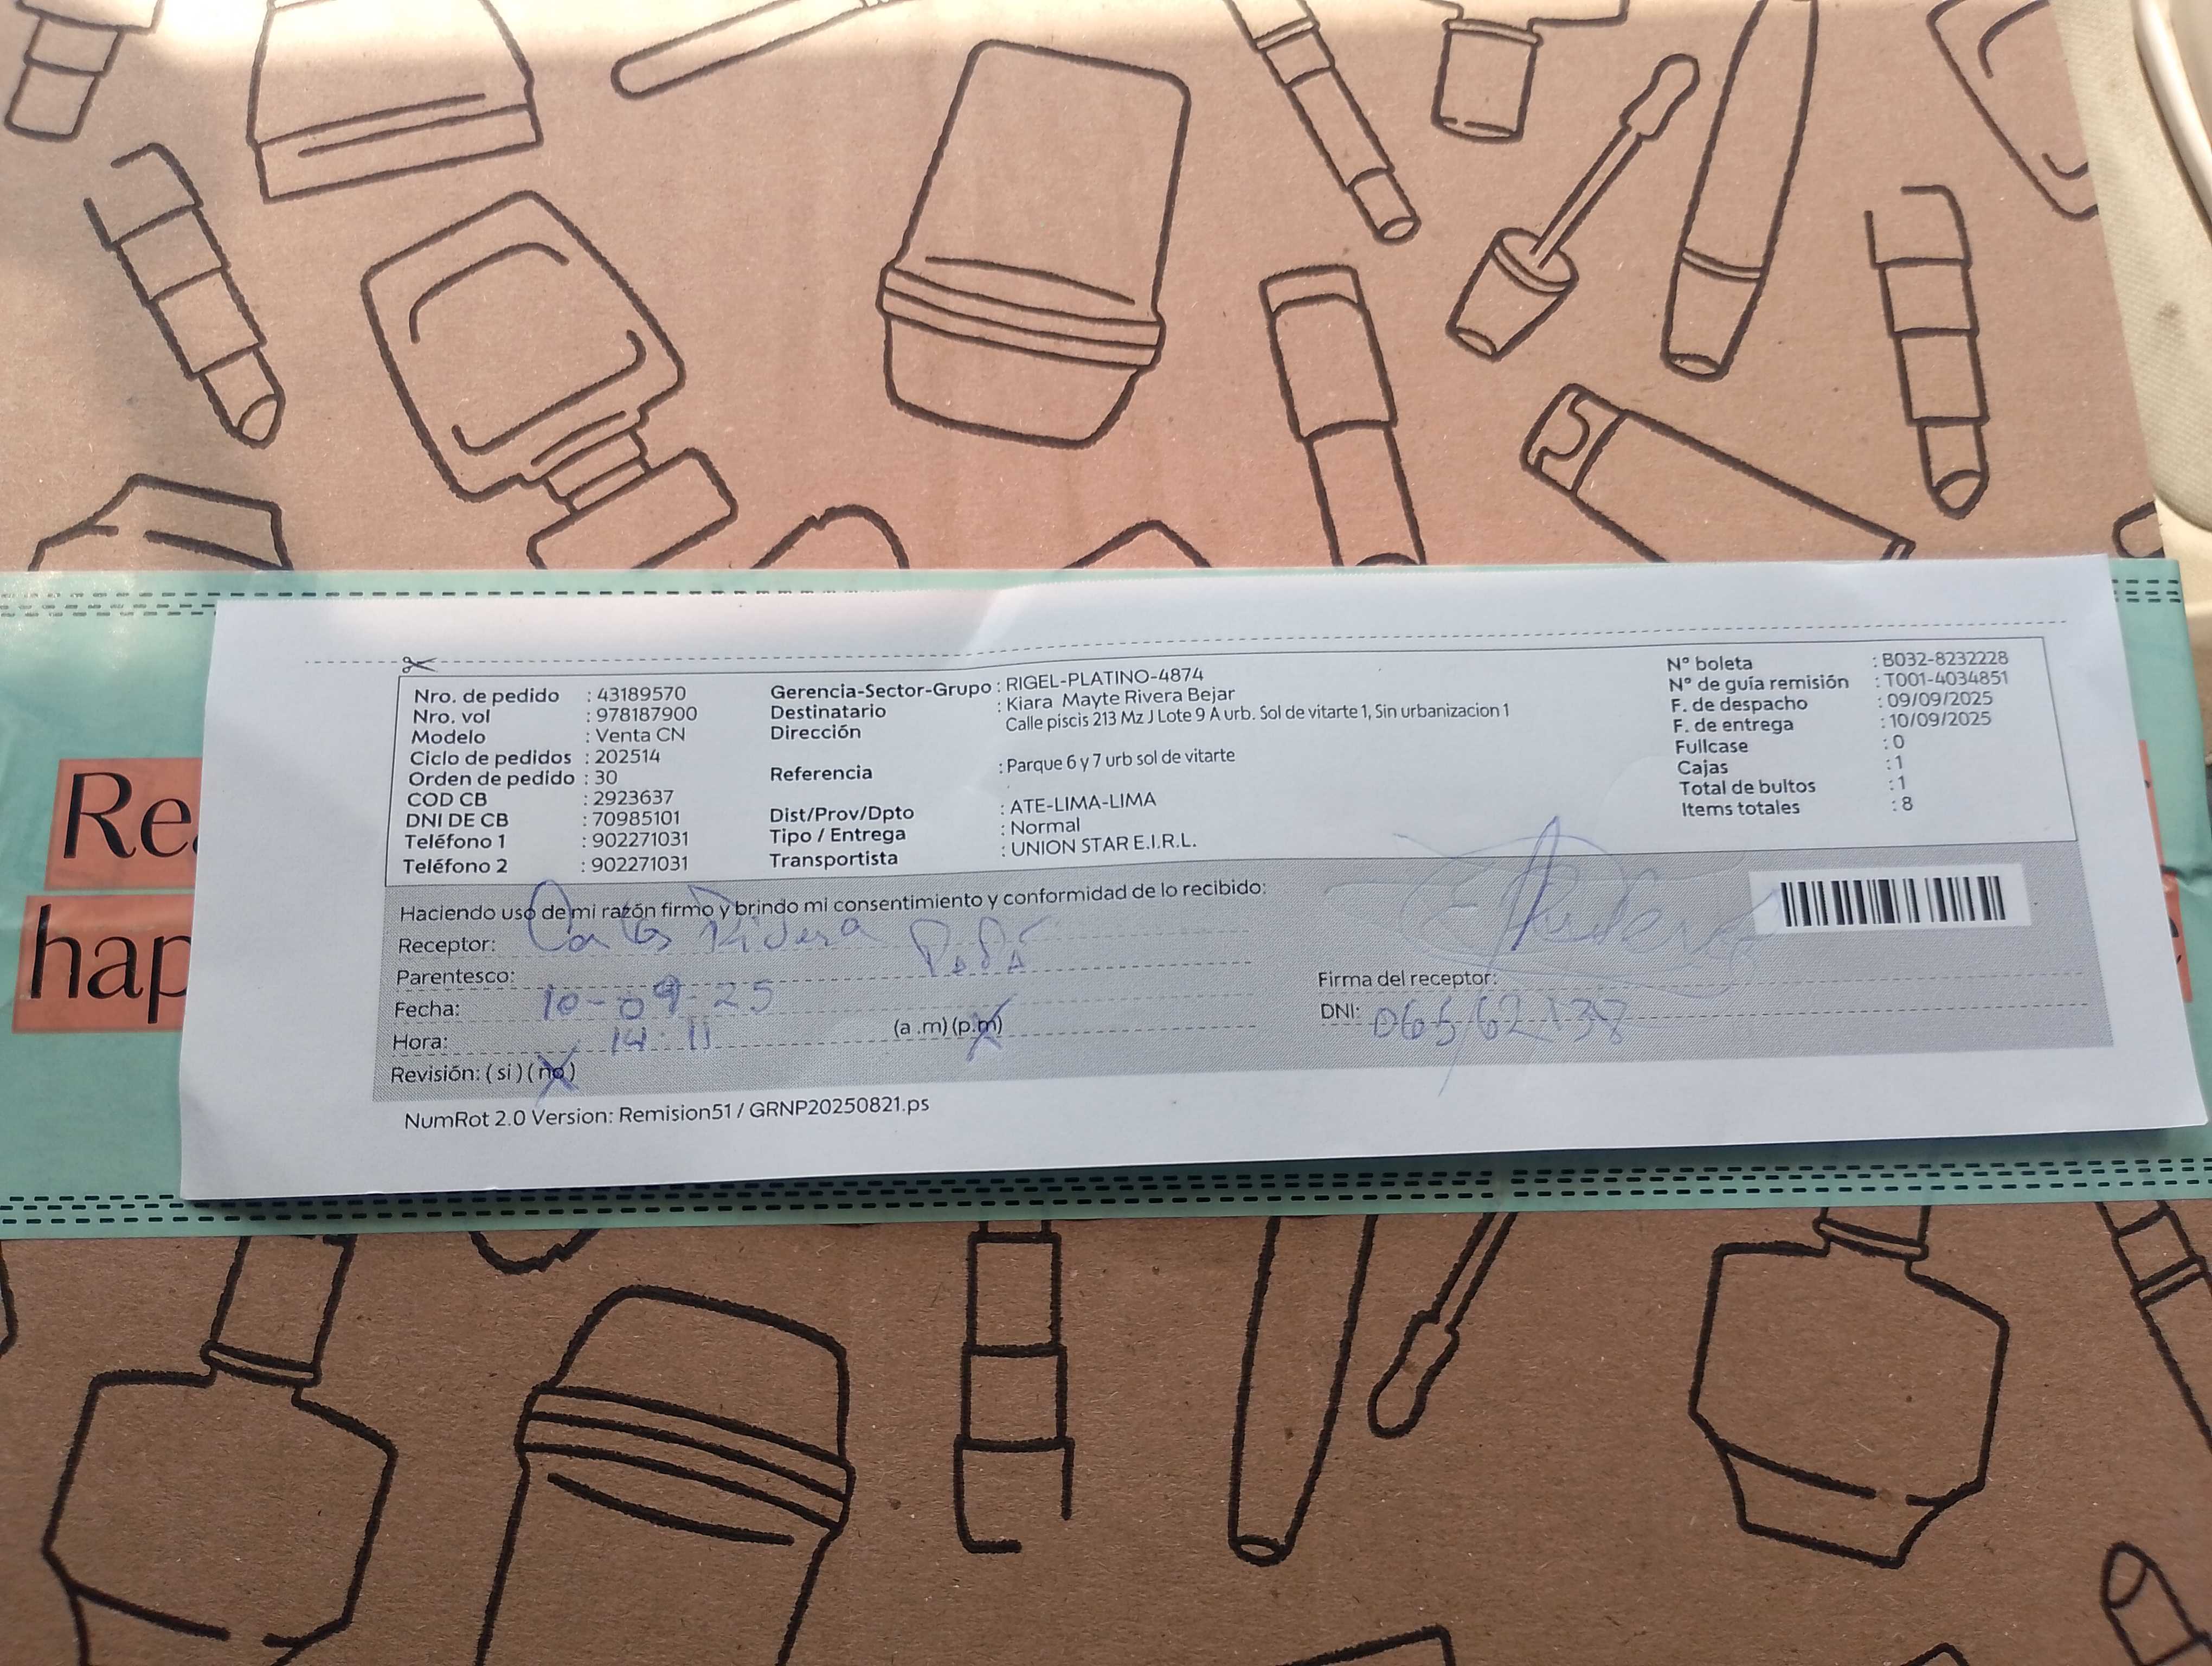 Nro. de pedido : 43189570
Nro. vol : 978187900
Modelo : Venta CN
Ciclo de pedidos : 202514
Orden de pedido : 30
COD CB : 2923637
DNI DE CB : 70985101
Teléfono 1 : 902271031
Teléfono 2 : 902271031
Gerencia-Sector-Grupo : RIGEL-PLATINO-4874
Destinatario : Kiara Mayte Rivera Bejar
Dirección Calle piscis 213 Mz J Lote 9 A urb. Sol de vitarte 1, Sin urbanizacion 1
Referencia : Parque 6 y 7 urb sol de vitarte
Dist/Prov/Dpto : ATE-LIMA-LIMA
Tipo / Entrega : Normal
Transportista : UNION STAR E.I.R.L.
N° boleta : B032-8232228
N° de guía remisión : T001-4034851
F. de despacho : 09/09/2025
F. de entrega : 10/09/2025
Fullcase : 0
Cajas : 1
Total de bultos : 1
Items totales : 8
Haciendo uso de mi razón firmo y brindo mi consentimiento y conformidad de lo recibido:
Receptor: Carlos Rivera
Parentesco: PAPÁ
Fecha: 10-09-25
Hora: 14:11 (a.m) (p.m)
Revisión: ( si ) ( no )
Firma del receptor:
DNI: 06562138
NumRot 2.0 Version: Remision51 / GRNP20250821.ps
Re
hap